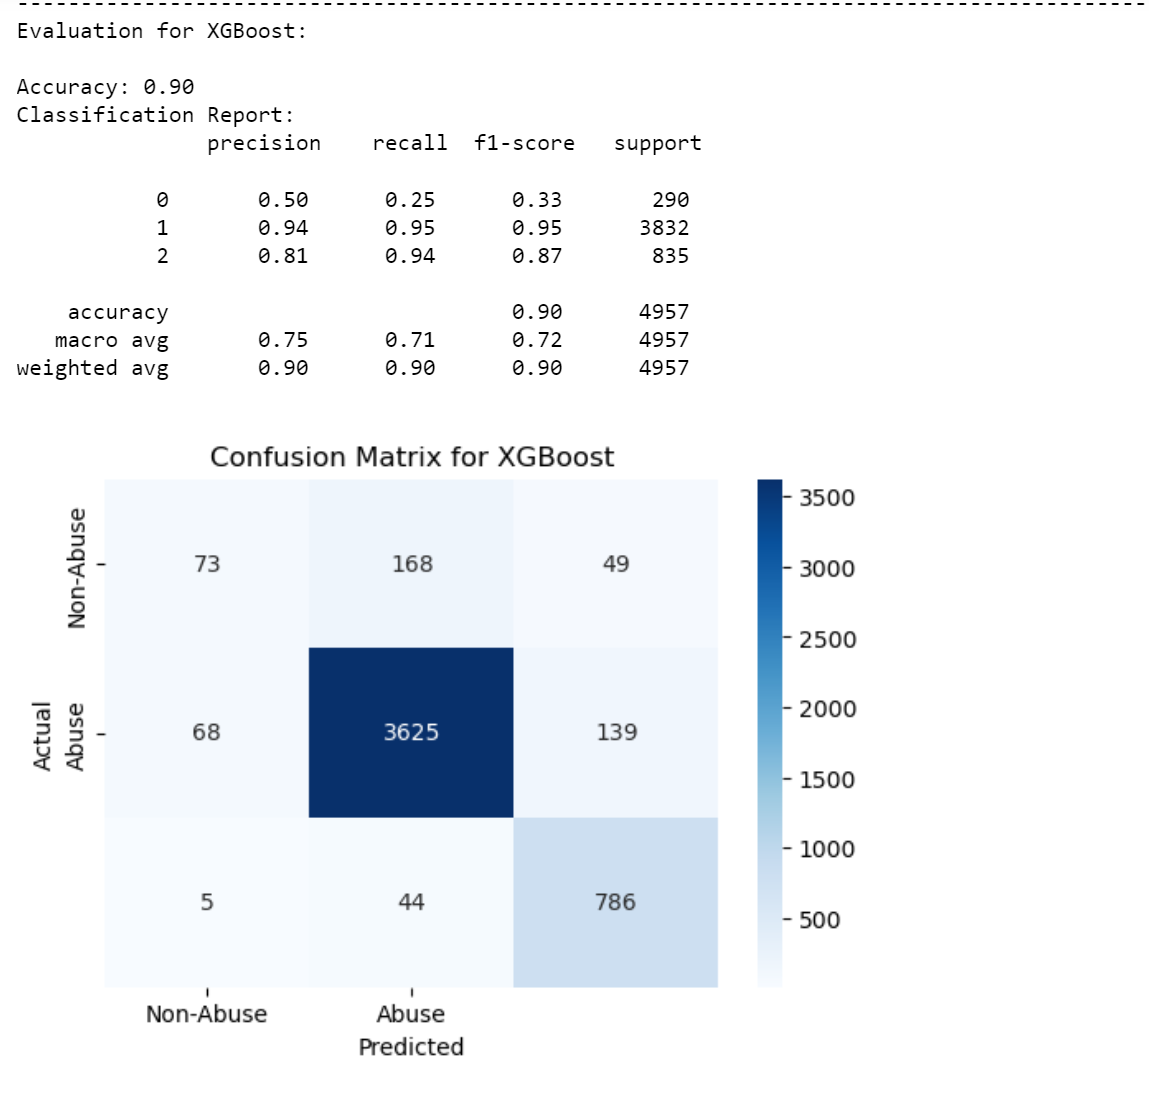 --------------------------------------------------------------------------------
Evaluation for XGBoost:
Accuracy: 0.90
Classification Report:
precision recall f1-score support
0 0.50 0.25 0.33 290
1 0.94 0.95 0.95 3832
2 0.81 0.94 0.87 835
accuracy 0.90 4957
macro avg 0.75 0.71 0.72 4957
weighted avg 0.90 0.90 0.90 4957
Confusion Matrix for XGBoost
Actual
Non-Abuse
73 168 49
Abuse
68 3625 139
5 44 786
Non-Abuse Abuse
Predicted
3500
3000
2500
2000
1500
1000
500